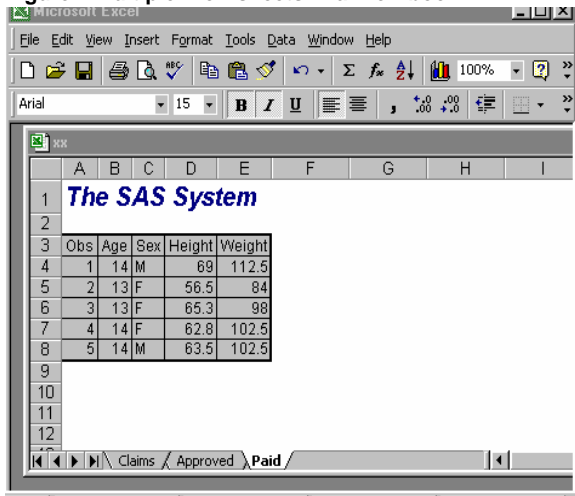 Microsoft Excel
File Edit View Insert Format Tools Data Window Help
ABC Σ fx 100%
Arial 15 B I U
xx
A B C D E F G H I
1 The SAS System
2
3 Obs Age Sex Height Weight
4 1 14 M 69 112.5
5 2 13 F 56.5 84
6 3 13 F 65.3 98
7 4 14 F 62.8 102.5
8 5 14 M 63.5 102.5
9
10
11
12
Claims Approved Paid